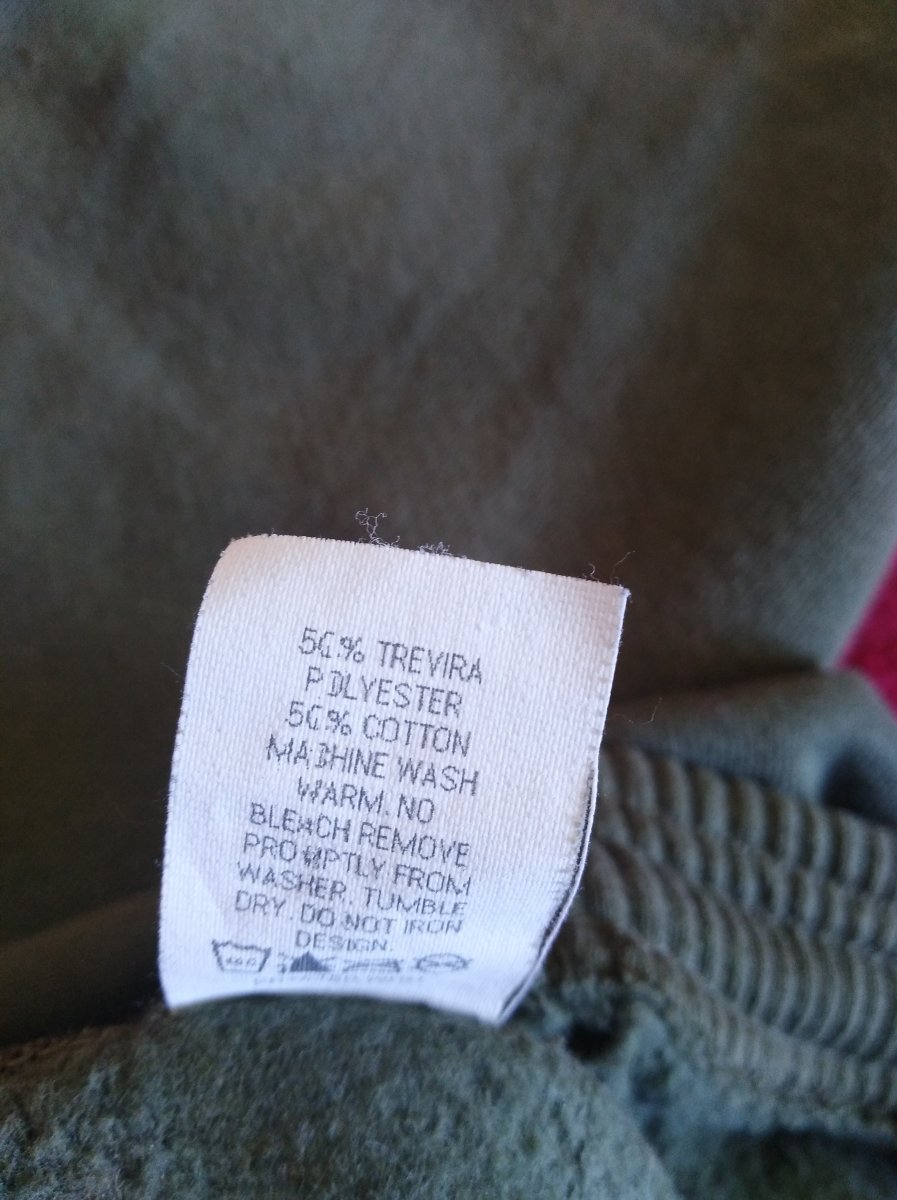 50% TREVIRA
POLYESTER
50% COTTON
MACHINE WASH
WARM. NO
BLEACH REMOVE
PROMPTLY FROM
WASHER. TUMBLE
DRY. DO NOT IRON
DESIGN.